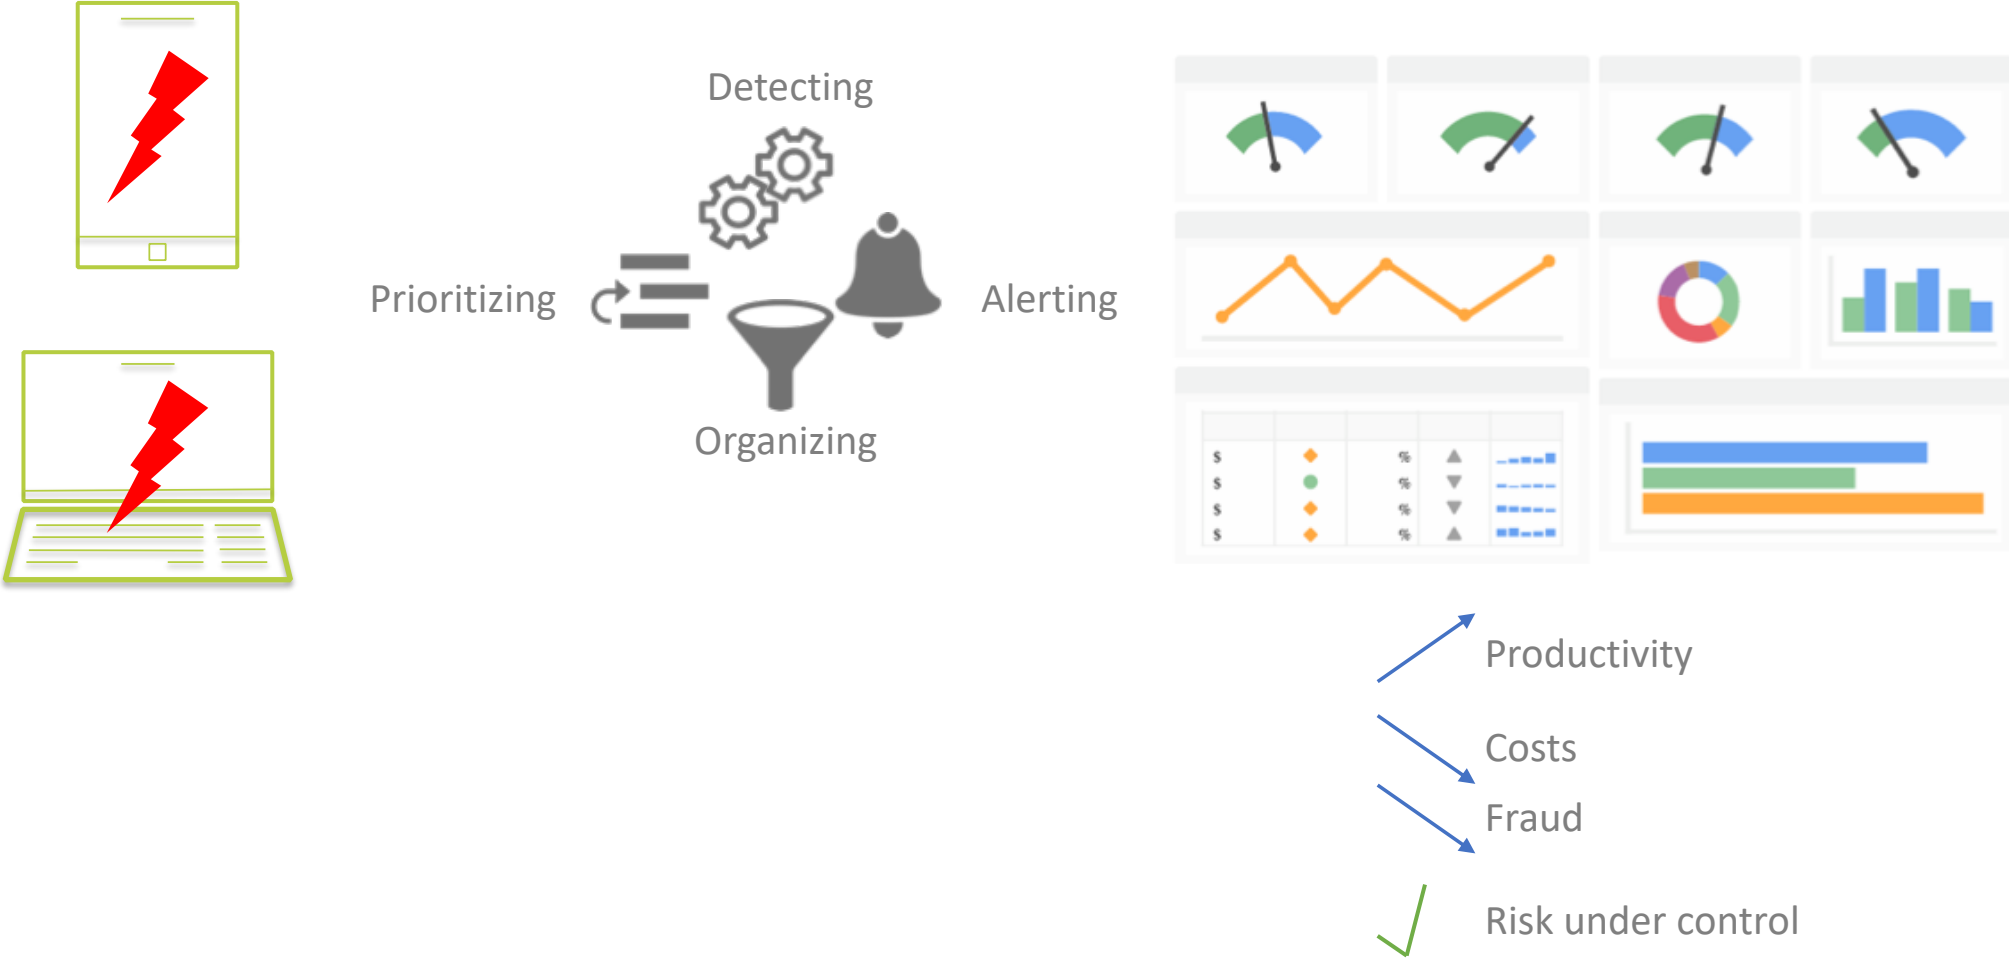 Detecting
Prioritizing
Alerting
Organizing
$ %
$ %
$ %
$ %
Productivity
Costs
Fraud
Risk under control